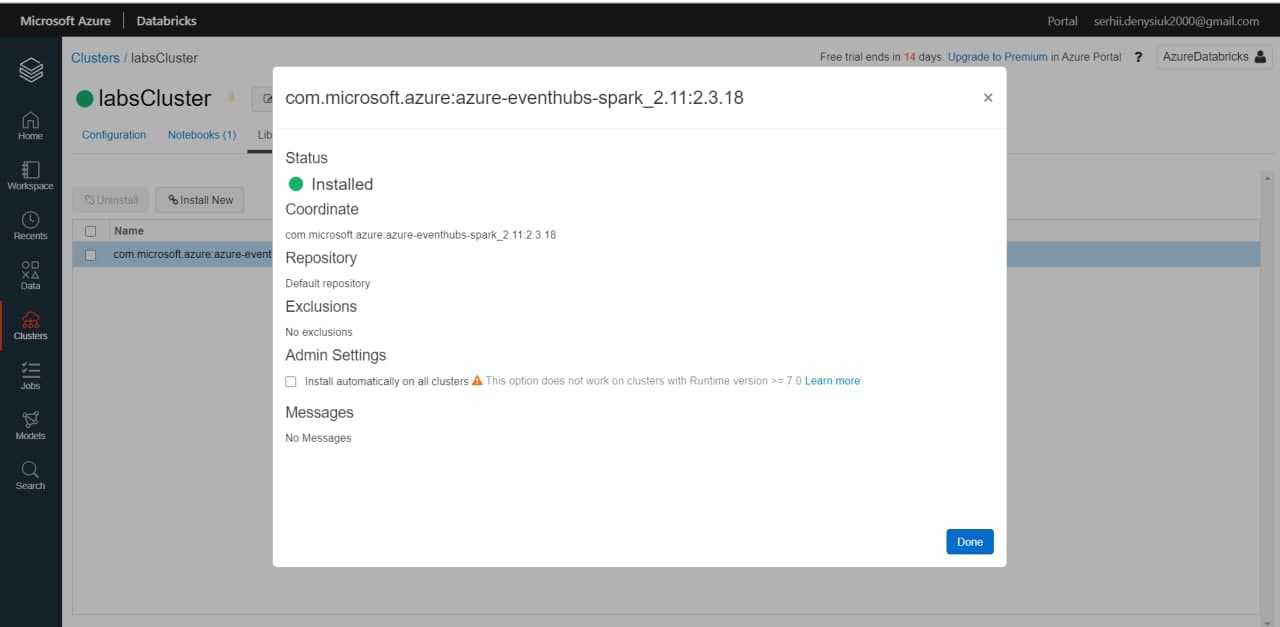 Microsoft Azure Databricks Portal serhii.denysiuk2000@gmail.com
Clusters / labsCluster Free trial ends in 14 days. Upgrade to Premium in Azure Portal ? AzureDatabricks
labsCluster
Configuration Notebooks (1) Lib
Uninstall Install New
Name
com.microsoft.azure:azure-event
Home
Workspace
Recents
Data
Clusters
Jobs
Models
Search
com.microsoft.azure:azure-eventhubs-spark_2.11:2.3.18 ×
Status
Installed
Coordinate
com.microsoft.azure:azure-eventhubs-spark_2.11:2.3.18
Repository
Default repository
Exclusions
No exclusions
Admin Settings
Install automatically on all clusters This option does not work on clusters with Runtime version >= 7.0 Learn more
Messages
No Messages
Done